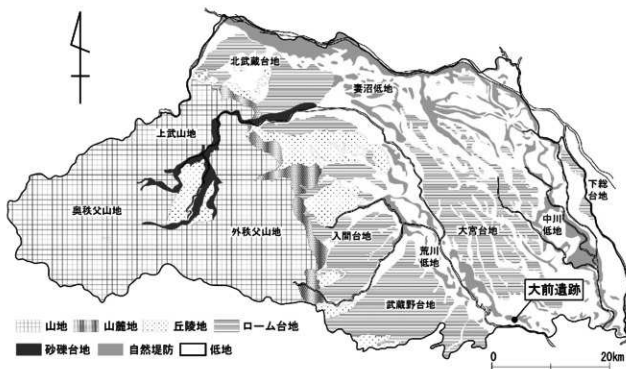 北武蔵台地
妻沼低地
上武山地
下総
台地
奥秩父山地
外秩父山地
入間台地
荒川
低地
大宮台地
中川
低地
武蔵野台地
大前遺跡
山地
山麓地
丘陵地
ローム台地
砂礫台地
自然堤防
低地
0 20km